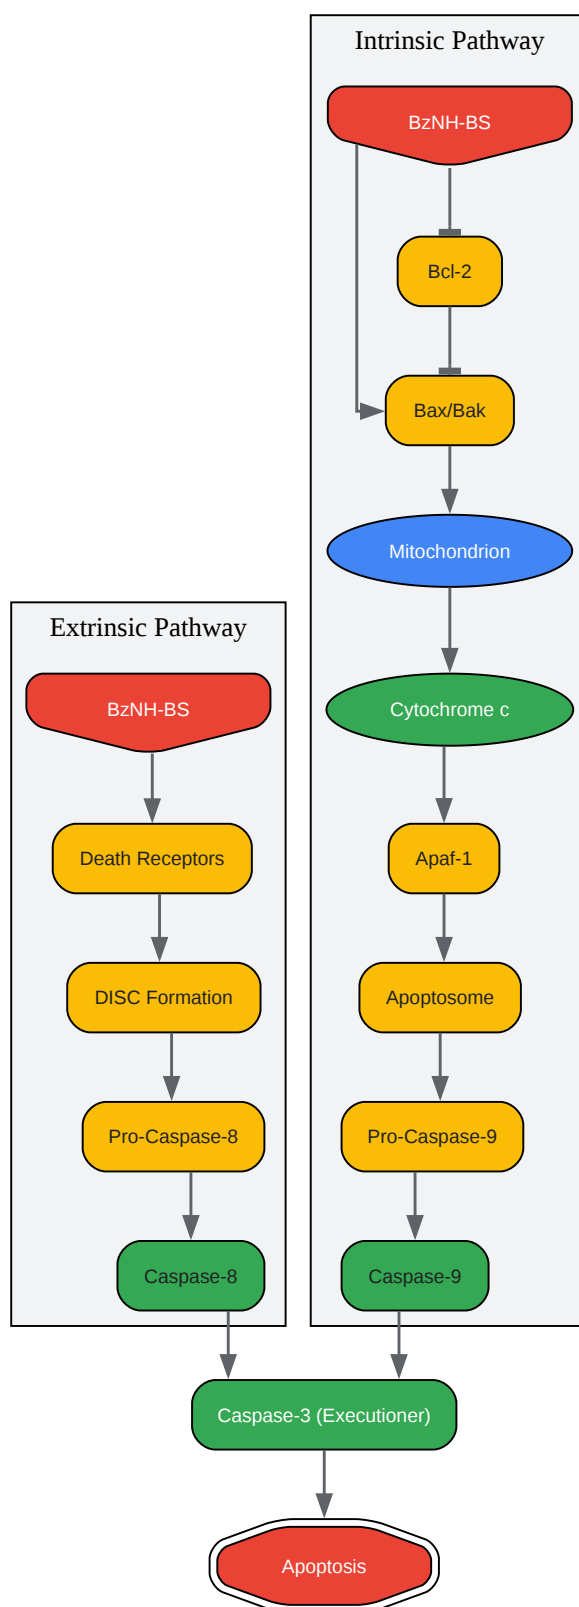 Intrinsic Pathway
BzNH-BS
Bcl-2
Bax/Bak
Mitochondrion
Cytochrome c
Apaf-1
Apoptosome
Pro-Caspase-9
Caspase-9
Extrinsic Pathway
BzNH-BS
Death Receptors
DISC Formation
Pro-Caspase-8
Caspase-8
Caspase-3 (Executioner)
Apoptosis